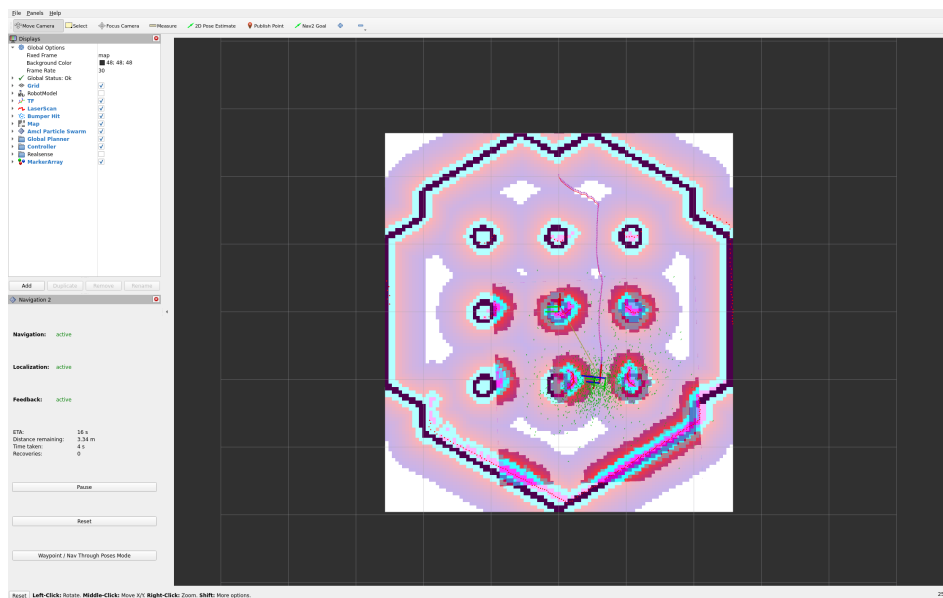 File Panels Help
Move Camera Select Focus Camera Measure 2D Pose Estimate Publish Point Nav2 Goal
Displays
Global Options
Fixed Frame map
Background Color 48; 48; 48
Frame Rate 30
Global Status: Ok
Grid
RobotModel
TF
LaserScan
Bumper Hit
Map
Amcl Particle Swarm
Global Planner
Controller
Realsense
MarkerArray
Add Duplicate Remove Rename
Navigation 2
Navigation: active
Localization: active
Feedback: active
ETA: 16 s
Distance remaining: 3.34 m
Time taken: 4 s
Recoveries: 0
Pause
Reset
Waypoint / Nav Through Poses Mode
Reset Left-Click: Rotate. Middle-Click: Move X/Y. Right-Click: Zoom. Shift: More options.